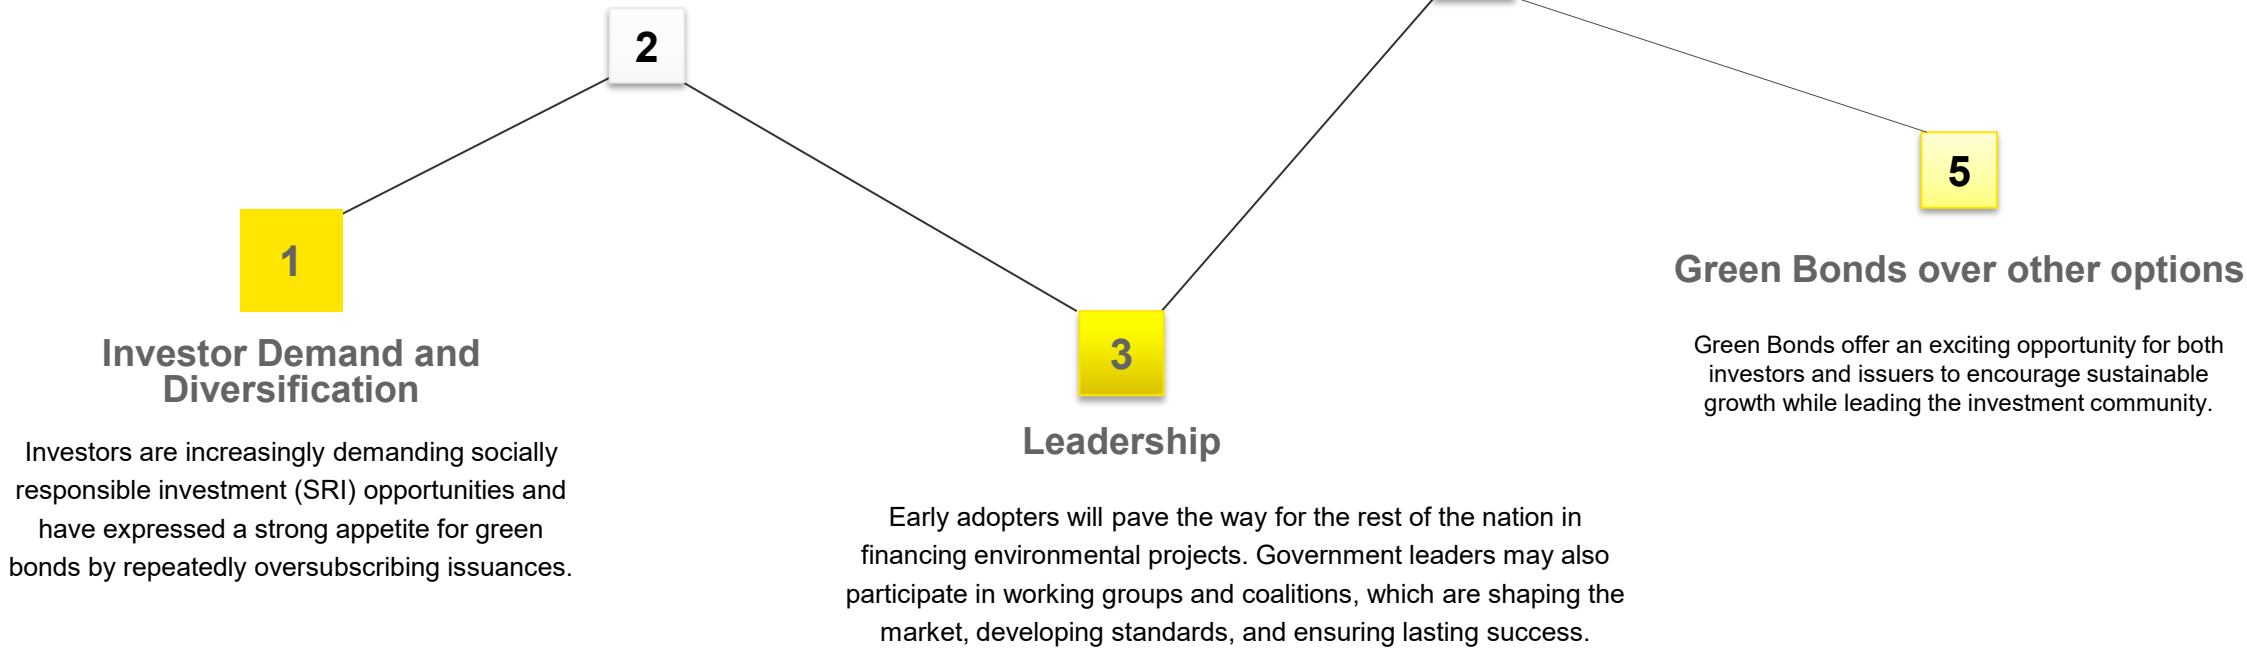 2
1
Investor Demand and
Diversification
Investors are increasingly demanding socially
responsible investment (SRI) opportunities and
have expressed a strong appetite for green
bonds by repeatedly oversubscribing issuances.
3
Leadership
Early adopters will pave the way for the rest of the nation in
financing environmental projects. Government leaders may also
participate in working groups and coalitions, which are shaping the
market, developing standards, and ensuring lasting success.
5
Green Bonds over other options
Green Bonds offer an exciting opportunity for both
investors and issuers to encourage sustainable
growth while leading the investment community.